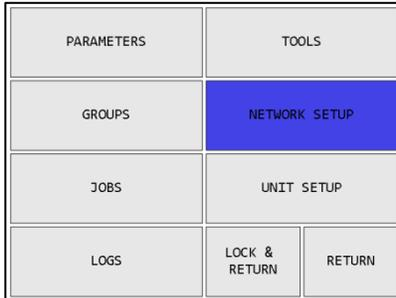 PARAMETERS
TOOLS
GROUPS
NETWORK SETUP
JOBS
UNIT SETUP
LOGS
LOCK &
RETURN
RETURN